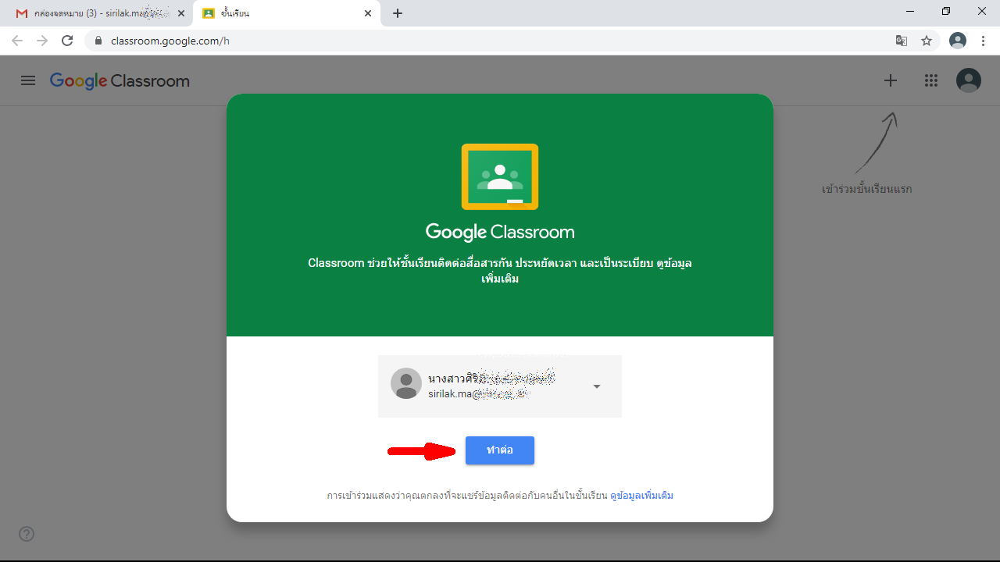 กล่องจดหมาย (3) - sirilak.ma
ชั้นเรียน
classroom.google.com/h
Google Classroom
เข้าร่วมชั้นเรียนแรก
Google Classroom
Classroom ช่วยให้ชั้นเรียนติดต่อสื่อสารกัน ประหยัดเวลา และเป็นระเบียบ ดูข้อมูล
เพิ่มเติม
นางสาวศิริ
sirilak.ma@
ทำต่อ
การเข้าร่วมแสดงว่าคุณตกลงที่จะแชร์ข้อมูลติดต่อกับคนอื่นในชั้นเรียน ดูข้อมูลเพิ่มเติม